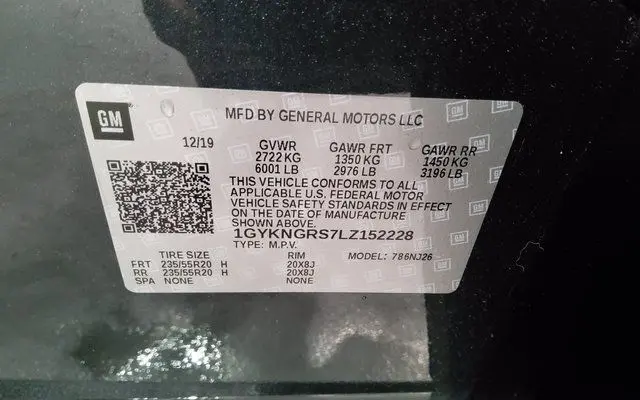 GM
MFD BY GENERAL MOTORS LLC
12/19 GVWR GAWR FRT GAWR RR
2722 KG 1350 KG 1450 KG
6001 LB 2976 LB 3196 LB
THIS VEHICLE CONFORMS TO ALL
APPLICABLE U.S. FEDERAL MOTOR
VEHICLE SAFETY STANDARDS IN EFFECT
ON THE DATE OF MANUFACTURE
SHOWN ABOVE.
1GYKNGRS7LZ152228
TYPE: M.P.V. MODEL: 786NJ26
TIRE SIZE RIM
FRT 235/55R20 H 20X8J
RR 235/55R20 H 20X8J
SPA NONE NONE